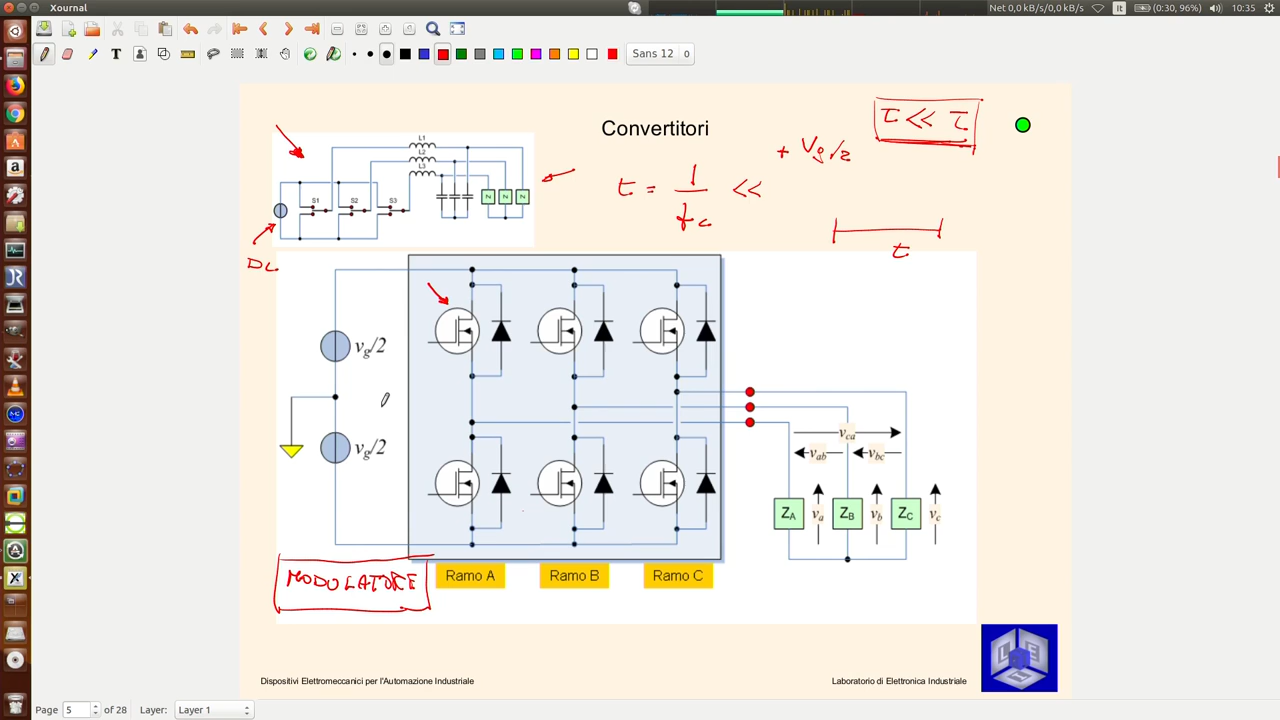 Xournal
Net 0,0 kB/s/0,0 kB/s
It
(0:30, 96%)
10:35
Sans 12
0
Convertitori
τ << τ
+ Vg/2
t = 1/fc <<
t
L1
L2
L3
S1
S2
S3
Z
Z
Z
DC
vg/2
vg/2
vca
vab
vbc
ZA
va
ZB
vb
ZC
vc
MODULATORE
Ramo A
Ramo B
Ramo C
Dispositivi Elettromeccanici per l'Automazione Industriale
Laboratorio di Elettronica Industriale
Page
5
of 28
Layer:
Layer 1